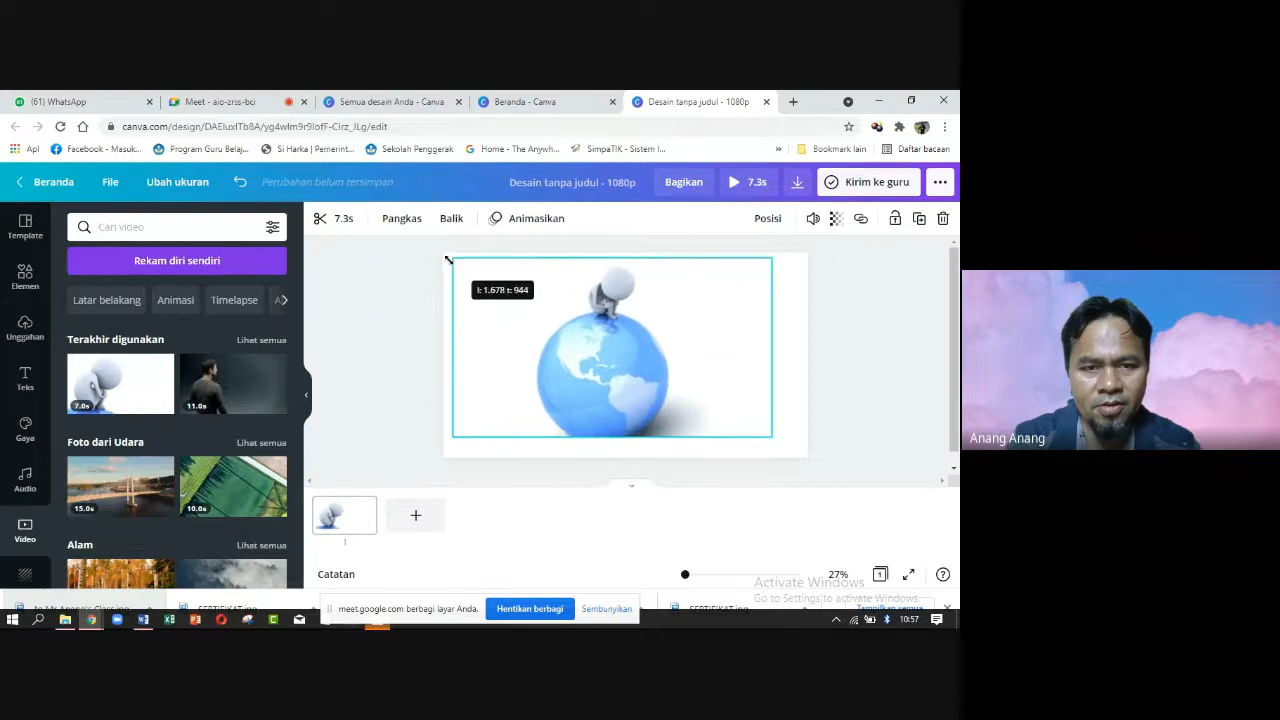 (61) WhatsApp
Meet - aio-zrss-bci
Semua desain Anda - Canva
Beranda - Canva
Desain tanpa judul - 1080p
canva.com/design/DAEluxITb8A/yg4wIm9r9IofF-CIrz_JLg/edit
Apl
Facebook - Masuk...
Program Guru Belaj...
Si Harka | Pemerint...
Sekolah Penggerak
Home - The Anywh...
SimpaTIK - Sistem I...
»
Bookmark lain
Daftar bacaan
Beranda
File
Ubah ukuran
Perubahan belum tersimpan
Desain tanpa judul - 1080p
Bagikan
7.3s
Kirim ke guru
Template
Elemen
Unggahan
Teks
Gaya
Audio
Video
Cari video
Rekam diri sendiri
Latar belakang
Animasi
Timelapse
Terakhir digunakan
Lihat semua
7.0s
11.0s
Foto dari Udara
Lihat semua
15.0s
10.0s
Alam
Lihat semua
7.3s
Pangkas
Balik
Animasikan
Posisi
l: 1.678 t: 944
1
Catatan
27%
1
Activate Windows
Go to Settings to activate Windows.
meet.google.com berbagi layar Anda.
Hentikan berbagi
Sembunyikan
10:57
Anang Anang